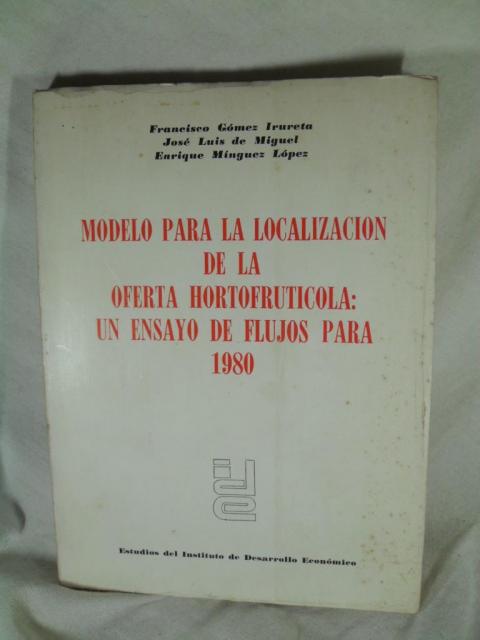 Francisco Gómez Irureta
José Luis de Miguel
Enrique Mínguez López
MODELO PARA LA LOCALIZACION
DE LA
OFERTA HORTOFRUTICOLA:
UN ENSAYO DE FLUJOS PARA
1980
Estudios del Instituto de Desarrollo Económico